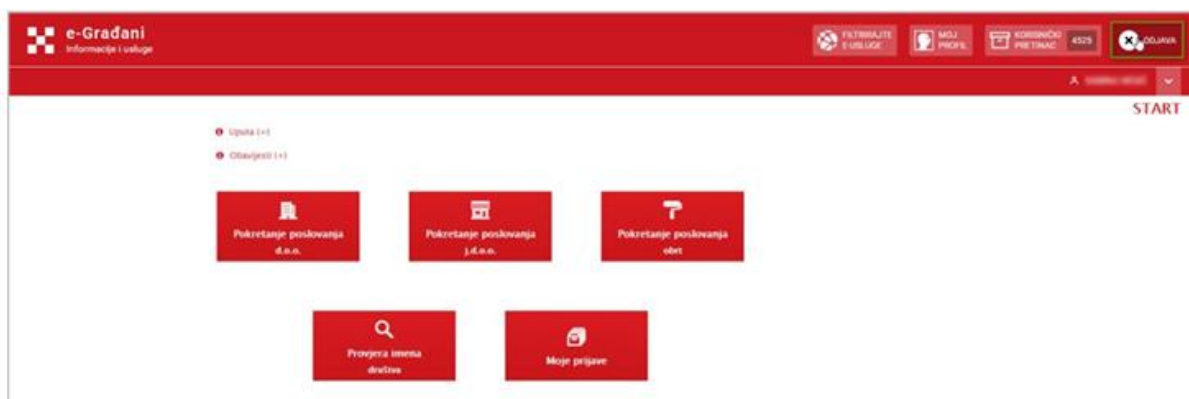 e-Građani
Informacije i usluge
FILTRIRAJTE
E-USLUGE
MOJ
PROFIL
KORISNIČKI
PRETINAC
4525
ODJAVA
START
Uputa (+)
Obavijesti (+)
Pokretanje poslovanja
d.o.o.
Pokretanje poslovanja
j.d.o.o.
Pokretanje poslovanja
obrt
Provjera imena
društva
Moje prijave